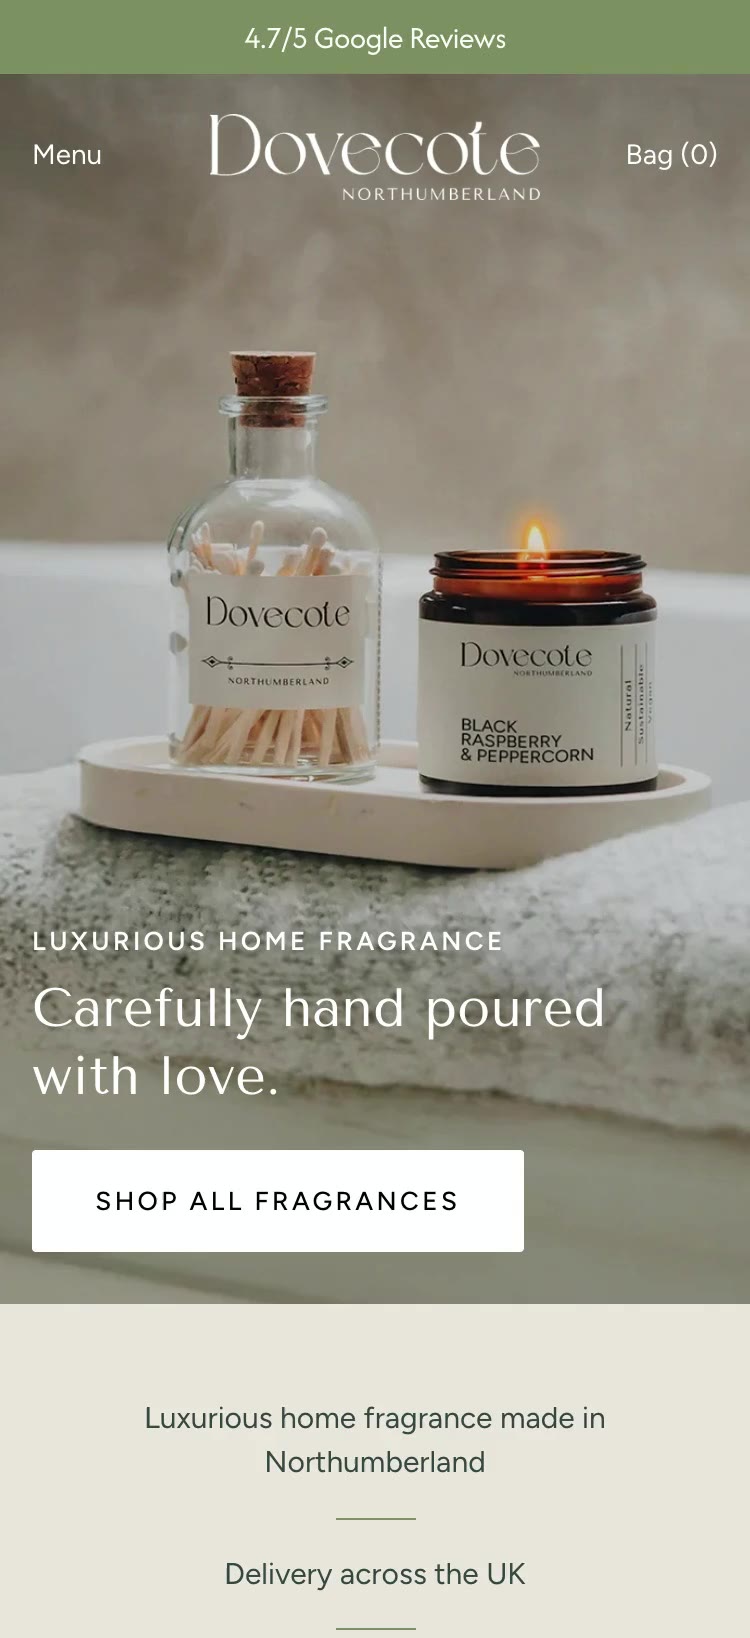 4.7/5 Google Reviews
Menu
Dovecote
NORTHUMBERLAND
Bag (0)
Dovecote
NORTHUMBERLAND
Dovecote
NORTHUMBERLAND
BLACK
RASPBERRY
& PEPPERCORN
Natural
Sustainable
Vegan
LUXURIOUS HOME FRAGRANCE
Carefully hand poured
with love.
SHOP ALL FRAGRANCES
Luxurious home fragrance made in
Northumberland
Delivery across the UK